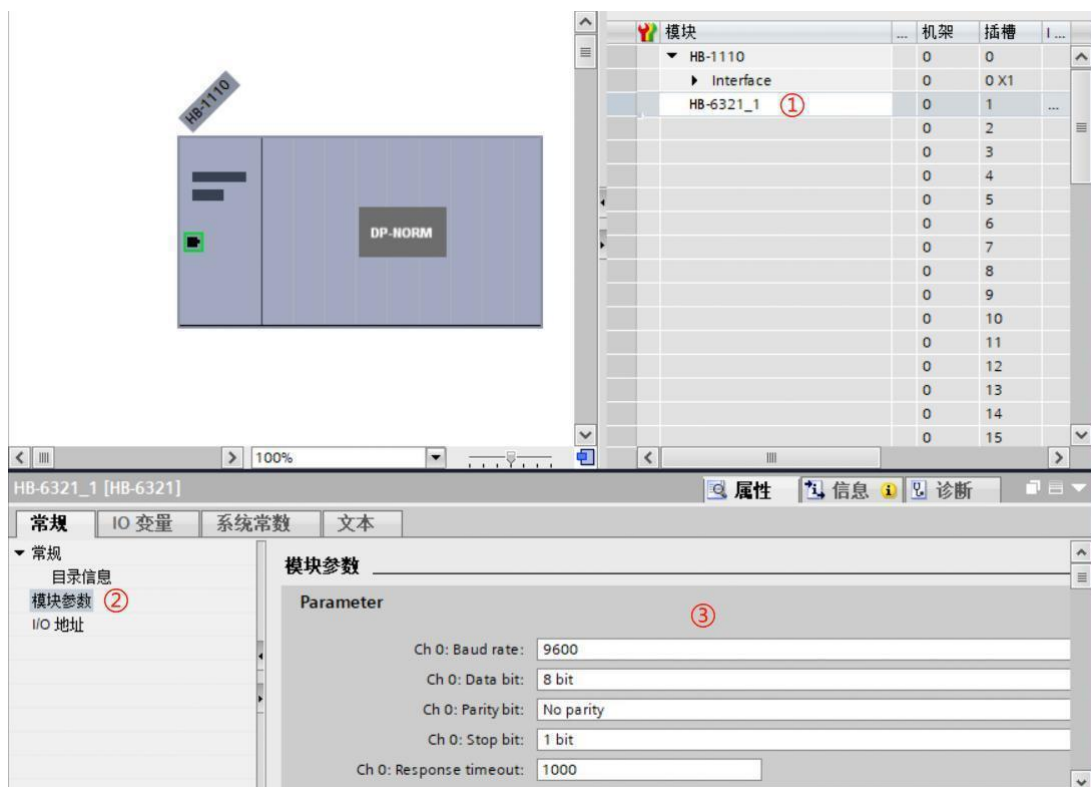 HB-1110
DP-NORM
100%
模块 ... 机架 插槽 I ...
HB-1110 0 0
Interface 0 0 X1
HB-6321_1 ① 0 1 ...
0 2
0 3
0 4
0 5
0 6
0 7
0 8
0 9
0 10
0 11
0 12
0 13
0 14
0 15
HB-6321_1 [HB-6321] 属性 信息 诊断
常规 IO 变量 系统常数 文本
常规
目录信息
模块参数 ②
I/O 地址
模块参数
Parameter ③
Ch 0: Baud rate: 9600
Ch 0: Data bit: 8 bit
Ch 0: Parity bit: No parity
Ch 0: Stop bit: 1 bit
Ch 0: Response timeout: 1000